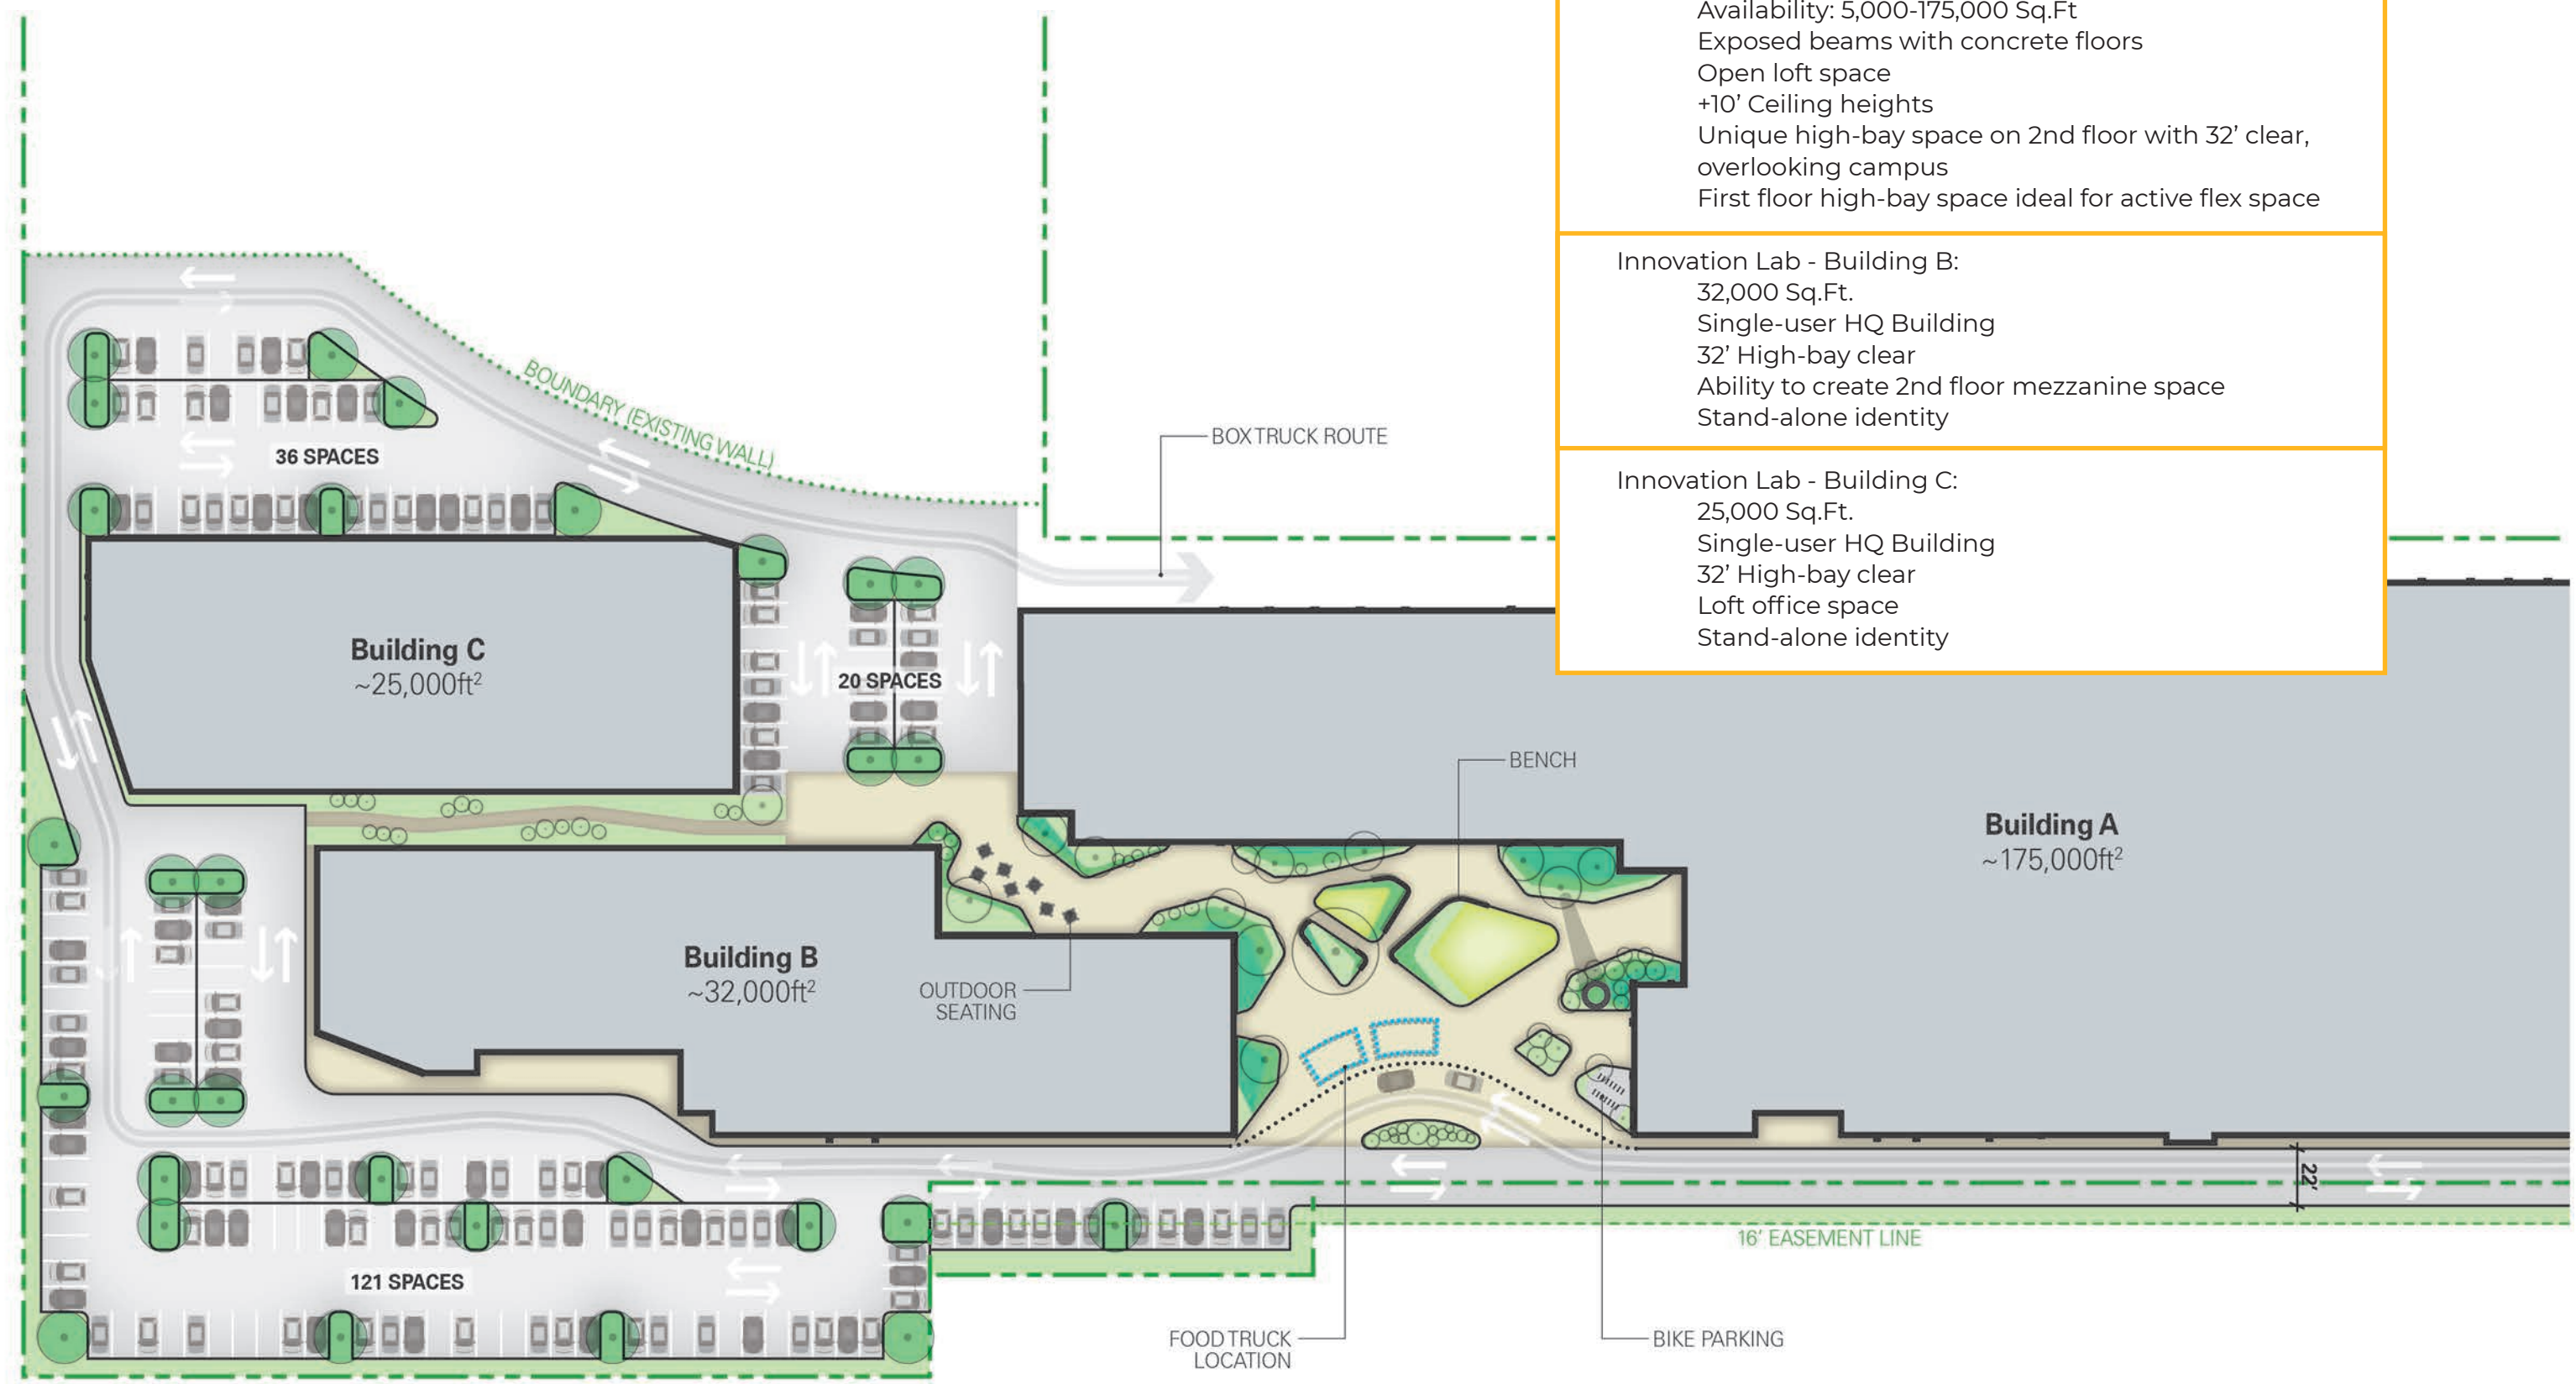 Availability: 5,000-175,000 Sq.Ft
Exposed beams with concrete floors
Open loft space
+10’ Ceiling heights
Unique high-bay space on 2nd floor with 32’ clear,
overlooking campus
First floor high-bay space ideal for active flex space
Innovation Lab - Building B:
32,000 Sq.Ft.
Single-user HQ Building
32’ High-bay clear
Ability to create 2nd floor mezzanine space
Stand-alone identity
Innovation Lab - Building C:
25,000 Sq.Ft.
Single-user HQ Building
32’ High-bay clear
Loft office space
Stand-alone identity
BOUNDARY (EXISTING WALL)
BOX TRUCK ROUTE
36 SPACES
Building C
~25,000ft²
20 SPACES
BENCH
Building A
~175,000ft²
Building B
~32,000ft²
OUTDOOR
SEATING
22’
16’ EASEMENT LINE
121 SPACES
FOOD TRUCK
LOCATION
BIKE PARKING